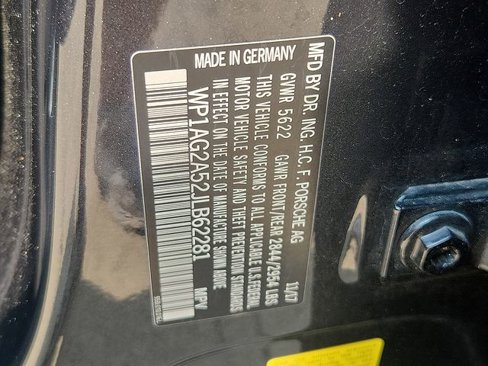 MADE IN GERMANY
MFD BY DR. ING. H.C. F. PORSCHE AG
GVWR 5622 GAWR FRONT/REAR 2844/2954 LBS 11/17
THIS VEHICLE CONFORMS TO ALL APPLICABLE U.S. FEDERAL
MOTOR VEHICLE SAFETY AND THEFT PREVENTION STANDARDS
IN EFFECT ON THE DATE OF MANUFACTURE SHOWN ABOVE
WP1AG2A52JLB62281 MPV